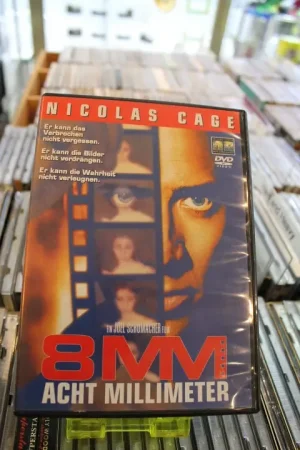 NICOLAS CAGE
Er kann das
Verbrechen
nicht vergessen.
Er kann die Bilder
nicht verdrängen.
Er kann die Wahrheit
nicht verleugnen.
DVD
VIDEO
EIN JOEL SCHUMACHER FILM
8MM
ACHT MILLIMETER